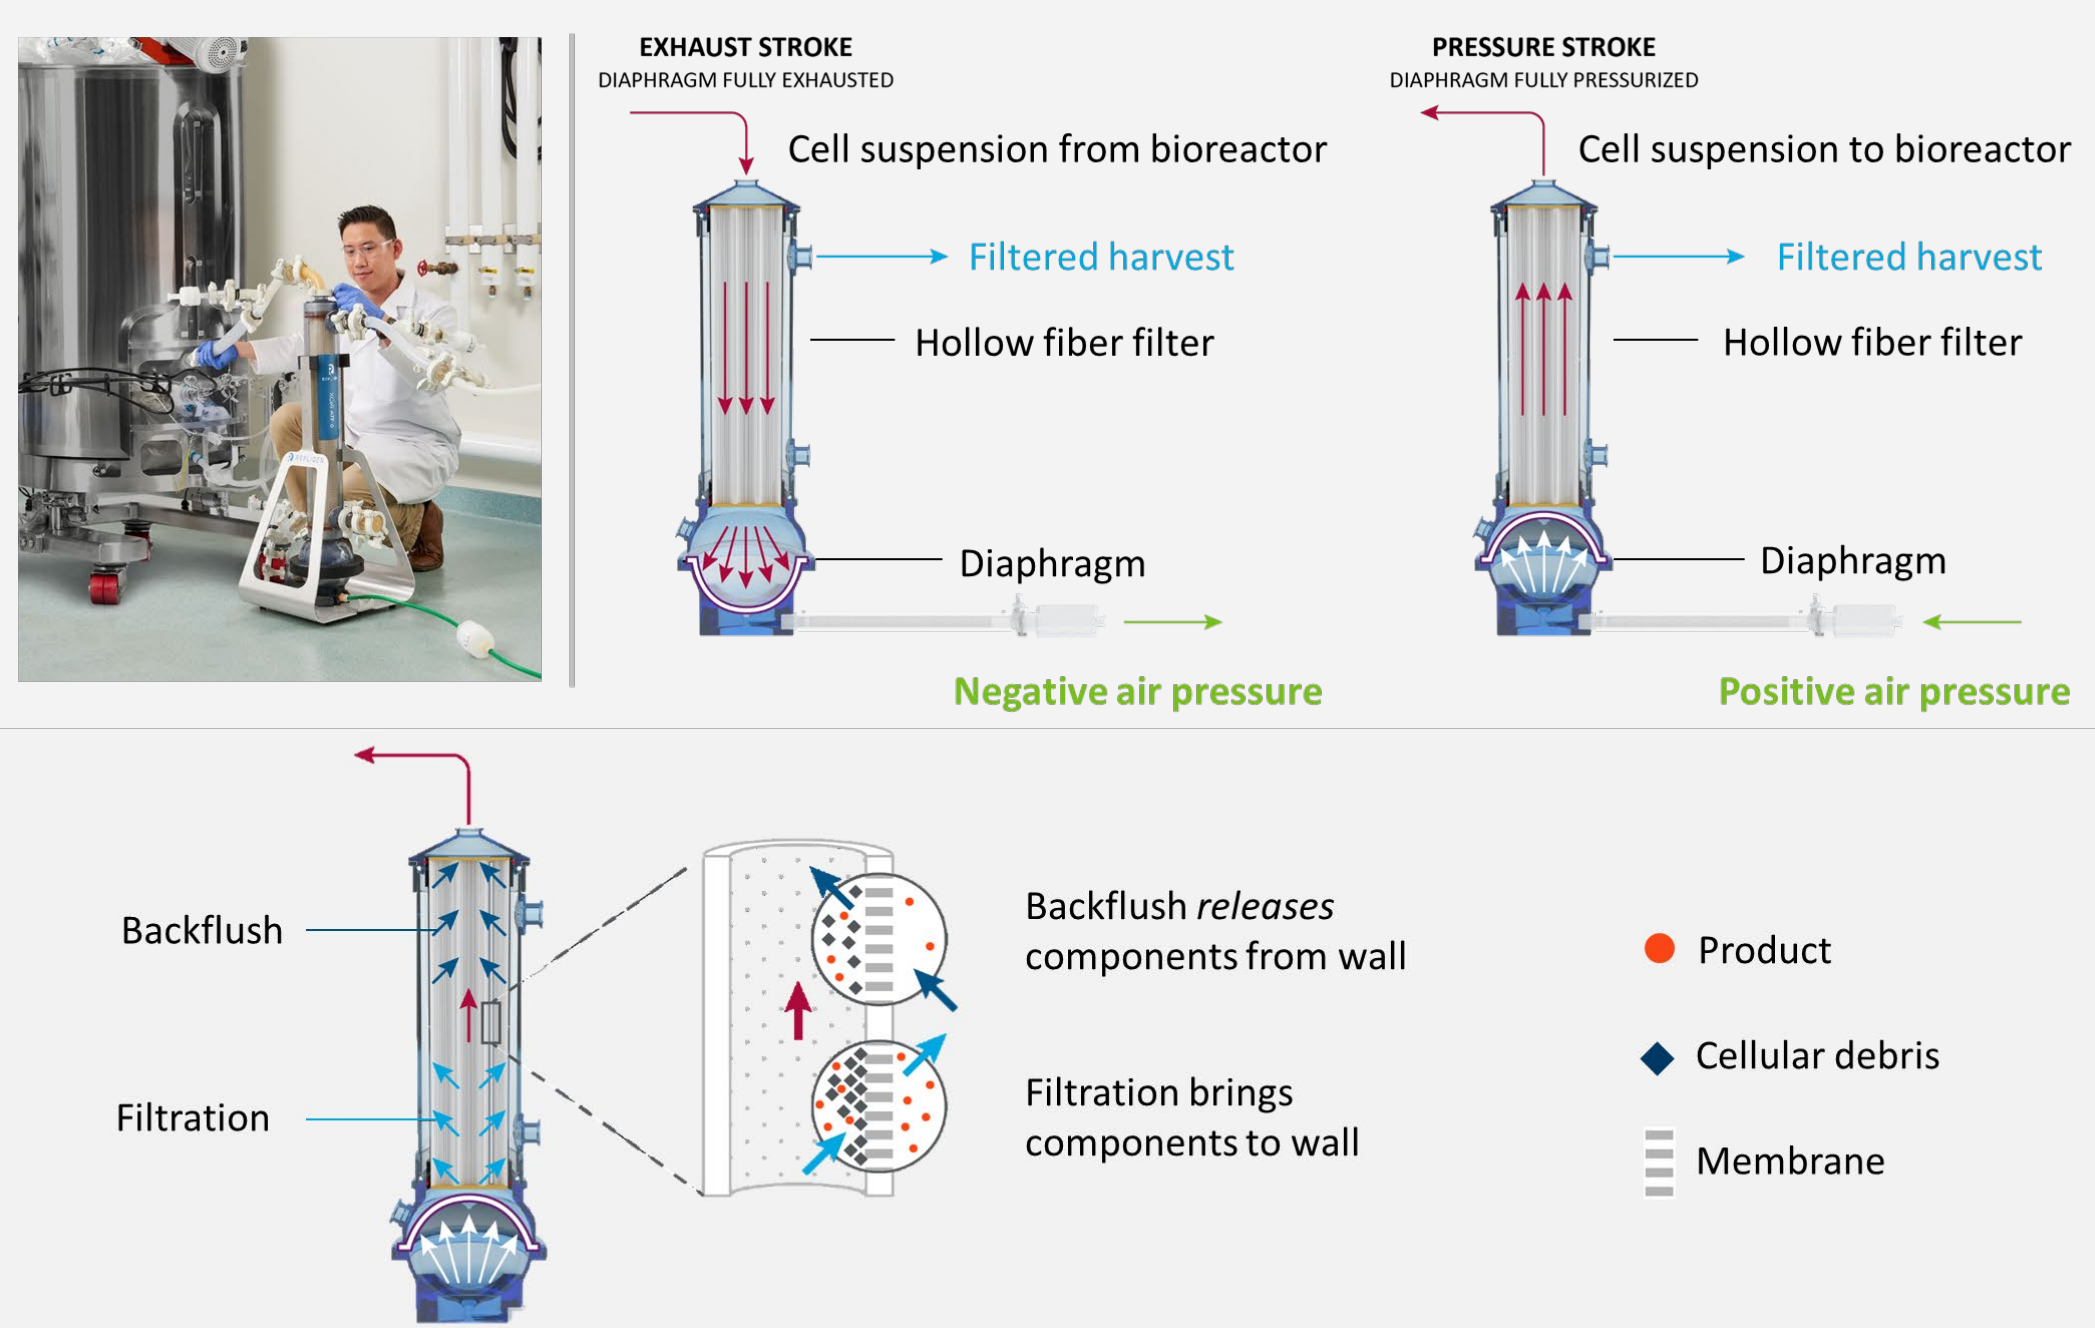 EXHAUST STROKE
DIAPHRAGM FULLY EXHAUSTED
Cell suspension from bioreactor
Filtered harvest
Hollow fiber filter
Diaphragm
Negative air pressure
PRESSURE STROKE
DIAPHRAGM FULLY PRESSURIZED
Cell suspension to bioreactor
Filtered harvest
Hollow fiber filter
Diaphragm
Positive air pressure
REPLIGEN
Backflush
Filtration
Backflush releases
components from wall
Filtration brings
components to wall
Product
Cellular debris
Membrane